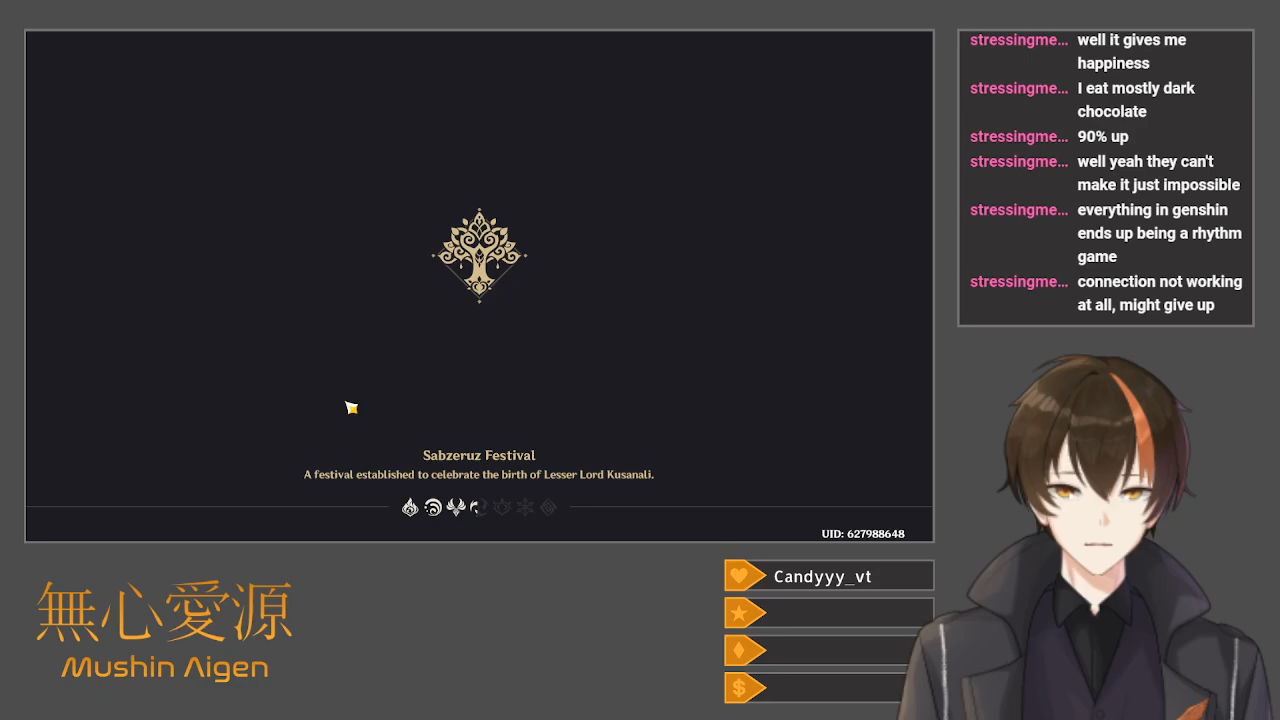 stressingme... well it gives me
happiness
stressingme... I eat mostly dark
chocolate
stressingme... 90% up
stressingme... well yeah they can't
make it just impossible
stressingme... everything in genshin
ends up being a rhythm
game
stressingme... connection not working
at all, might give up
Sabzeruz Festival
A festival established to celebrate the birth of Lesser Lord Kusanali.
UID: 627988648
無心愛源
Mushin Aigen
Candyyy_vt